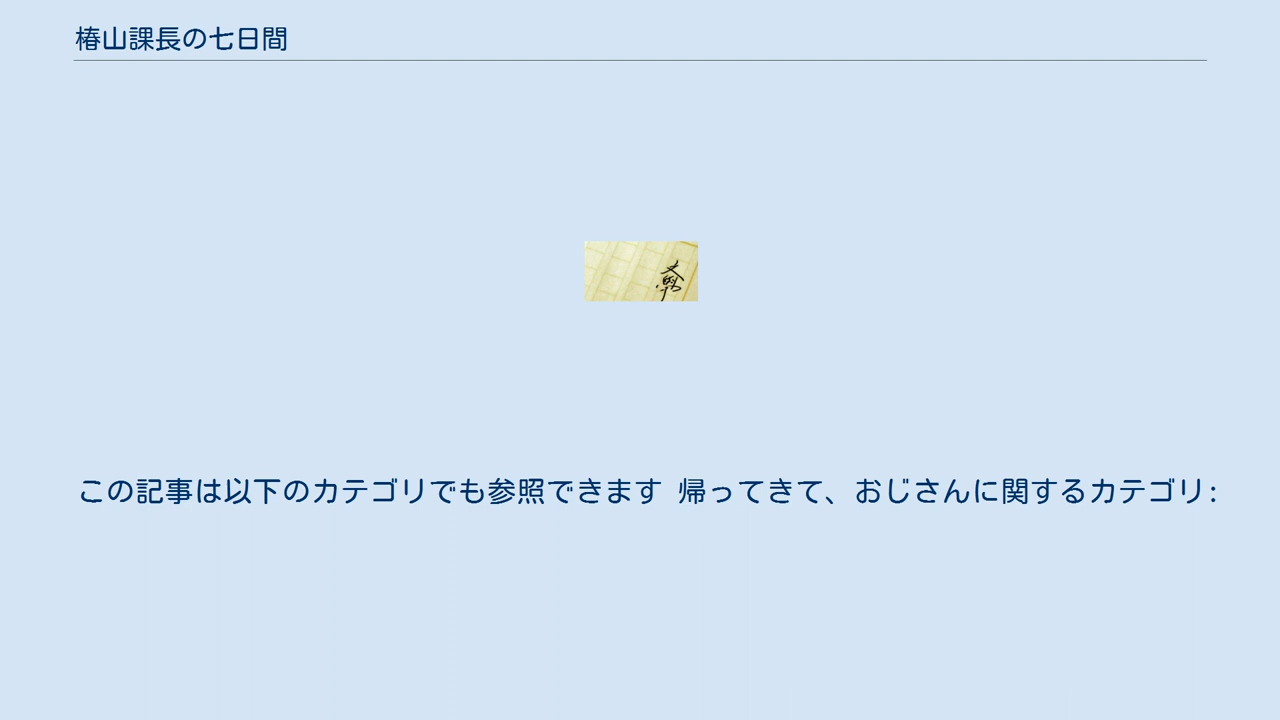 椿山課長の七日間
この記事は以下のカテゴリでも参照できます 帰ってきて、おじさんに関するカテゴリ: